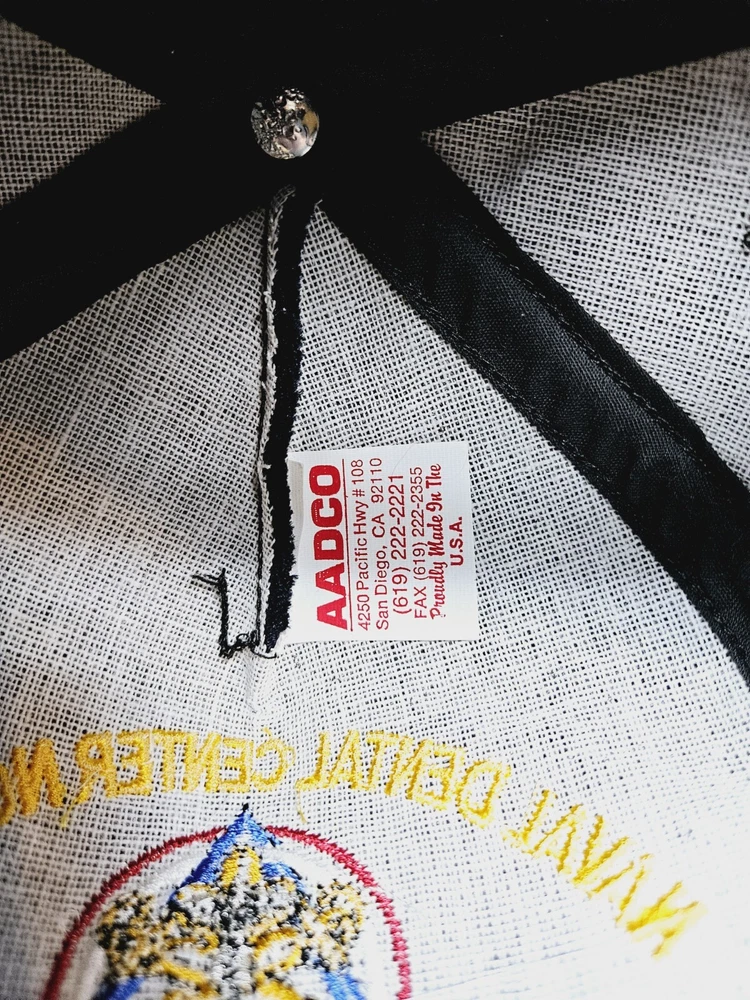 AADCO
4250 Pacific Hwy # 108
San Diego, CA 92110
(619) 222-2221
FAX (619) 222-2355
Proudly Made In The
U.S.A.
NAVAL DENTAL CENTER